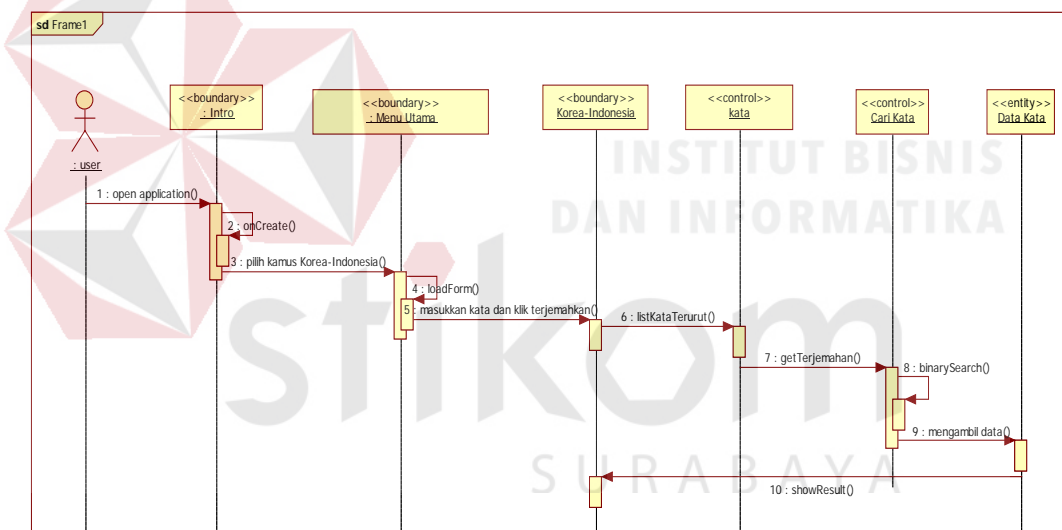 sd Frame1
<<boundary>>
: Intro
<<boundary>>
: Menu Utama
<<boundary>>
Korea-Indonesia
<<control>>
kata
<<control>>
Cari Kata
<<entity>>
Data Kata
: user
INSTITUT BISNIS
DAN INFORMATIKA
1 : open application()
2 : onCreate()
3 : pilih kamus Korea-Indonesia()
4 : loadForm()
5 : masukkan kata dan klik terjemahkan()
6 : listKataTerurut()
7 : getTerjemahan()
8 : binarySearch()
9 : mengambil data()
10 : showResult()
stikom
SURABAYA